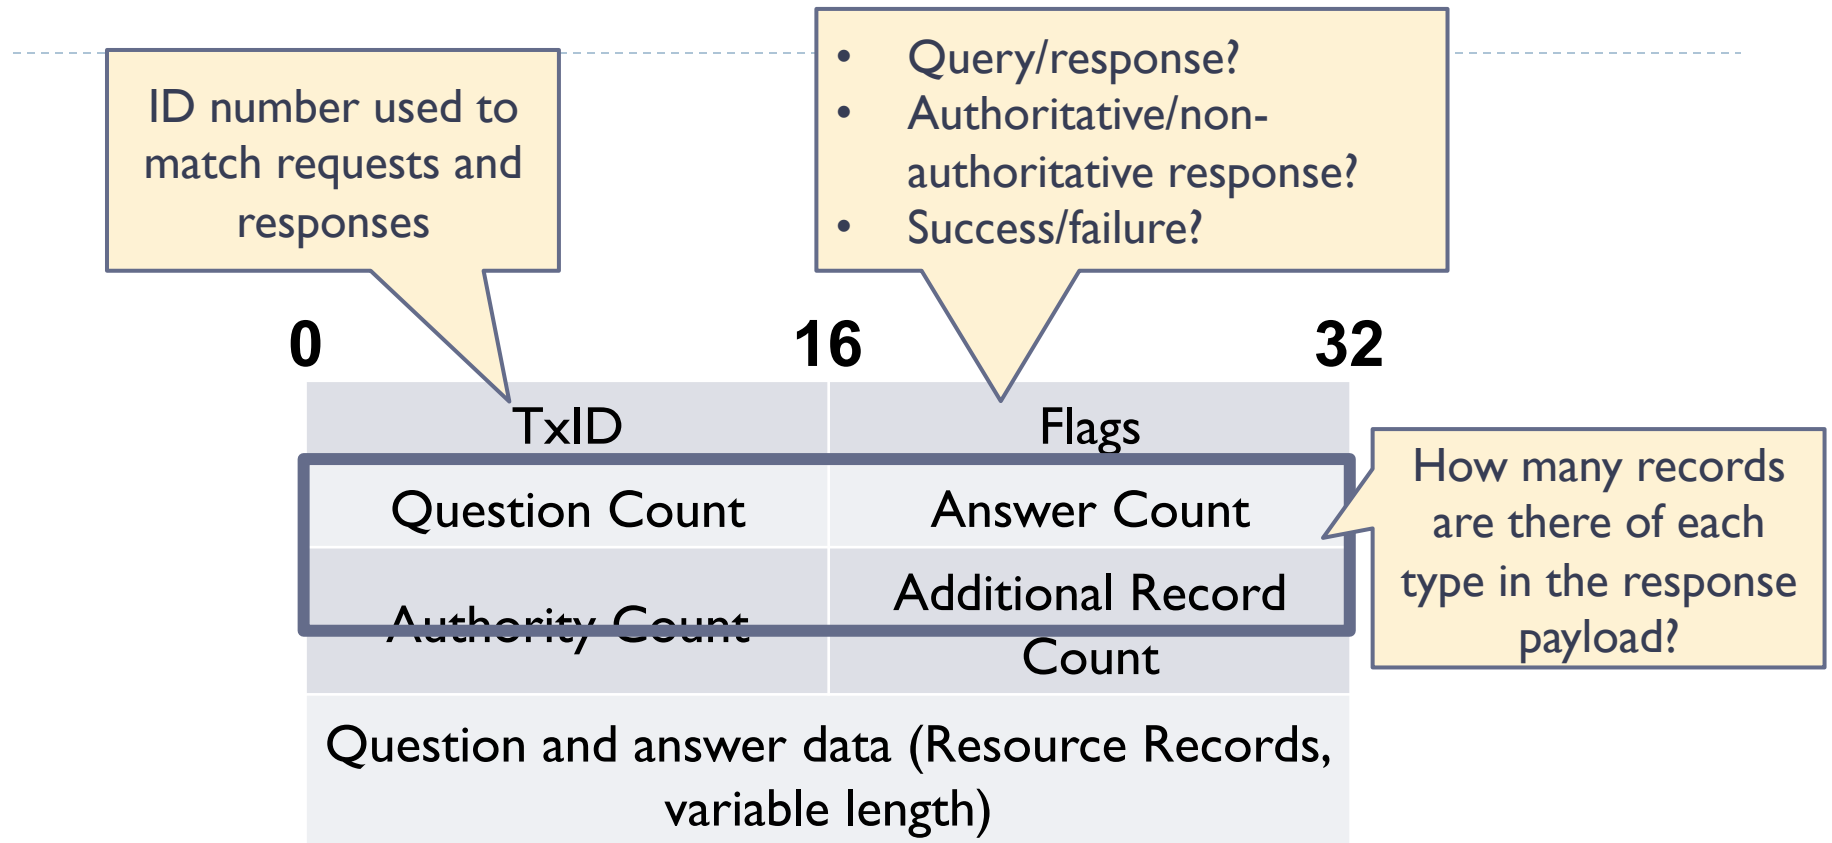 ID number used to
match requests and
responses
• Query/response?
• Authoritative/non-
authoritative response?
• Success/failure?
0 16 32
TxID Flags
Question Count Answer Count
Authority Count
Additional Record
Count
How many records
are there of each
type in the response
payload?
Question and answer data (Resource Records,
variable length)